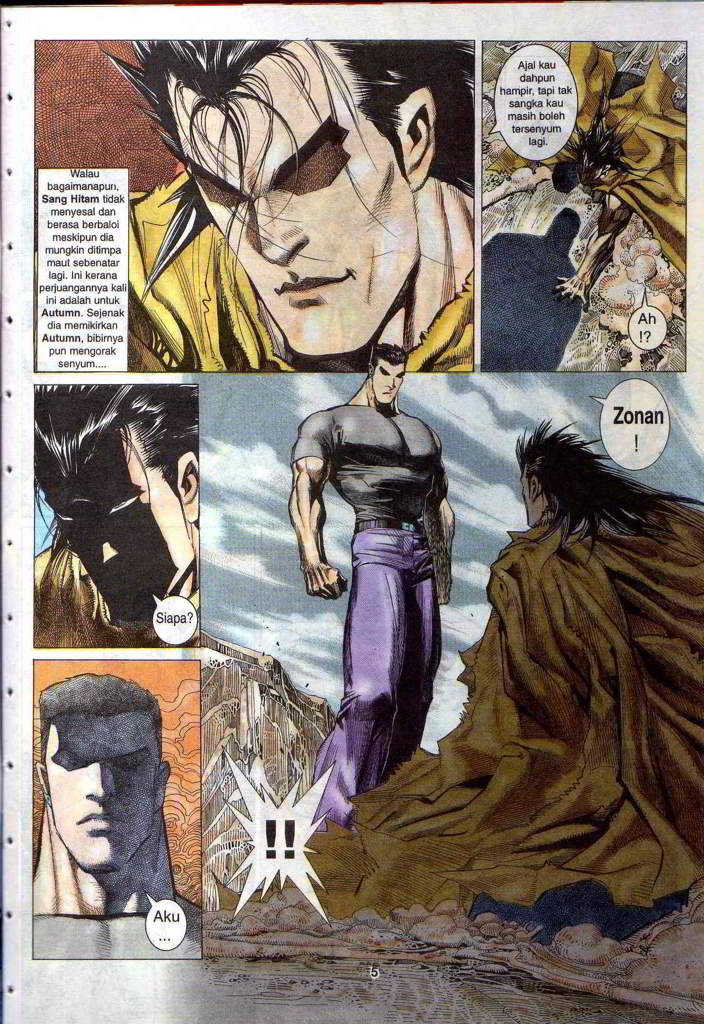 Walau
bagaimanapun,
Sang Hitam tidak
menyesal dan
berasa berbaloi
meskipun dia
mungkin ditimpa
maut sebenatar
lagi. Ini kerana
perjuangannya kali
ini adalah untuk
Autumn. Sejenak
dia memikirkan
Autumn, bibirnya
pun mengorak
senyum....
Ajal kau
dahpun
hampir, tapi tak
sangka kau
masih boleh
tersenyum
lagi.
Ah
!?
Siapa?
Zonan
!
Aku
...
!!
5